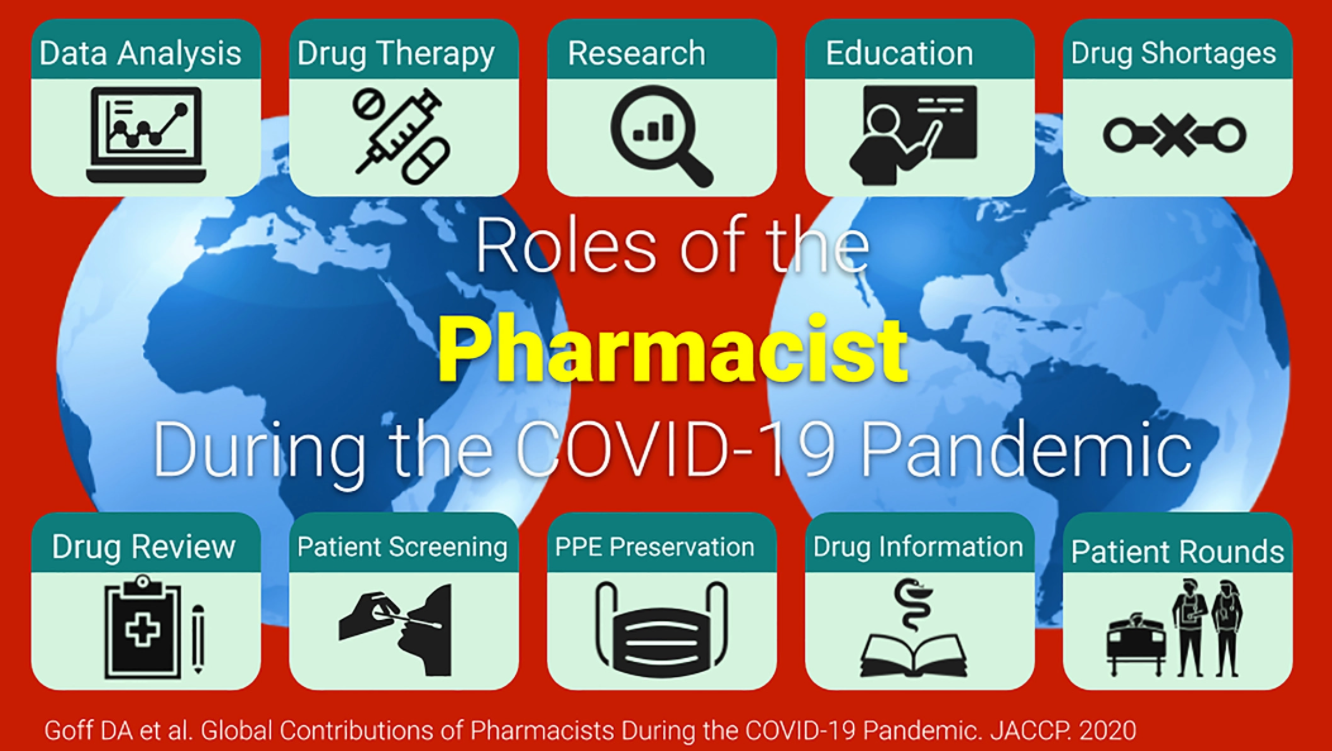 Data Analysis
Drug Therapy
Research
Education
Drug Shortages
Roles of the
Pharmacist
During the COVID-19 Pandemic
Drug Review
Patient Screening
PPE Preservation
Drug Information
Patient Rounds
Goff DA et al. Global Contributions of Pharmacists During the COVID-19 Pandemic. JACCP. 2020